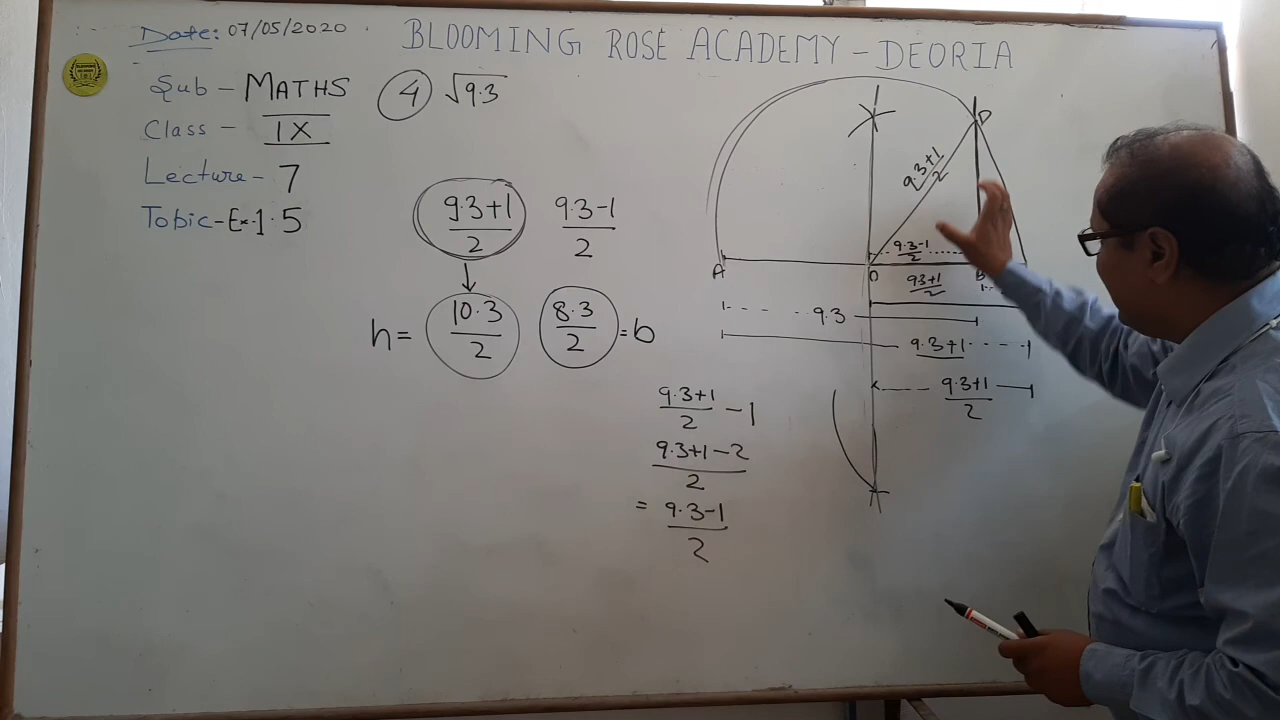 Date: 07/05/2020
BLOOMING ROSE ACADEMY - DEORIA
Sub - MATHS
④ √9.3
Class - IX
Lecture - 7
Tobic - Ex.1.5
(9.3+1)/2 (9.3-1)/2
h = (10.3)/2 (8.3)/2 = b
(9.3+1)/2 - 1
(9.3+1-2)/2
= (9.3-1)/2
D
(9.3+1)/2
(9.3-1)/2
A O B
(9.3+1)/2
9.3
9.3+1
(9.3+1)/2